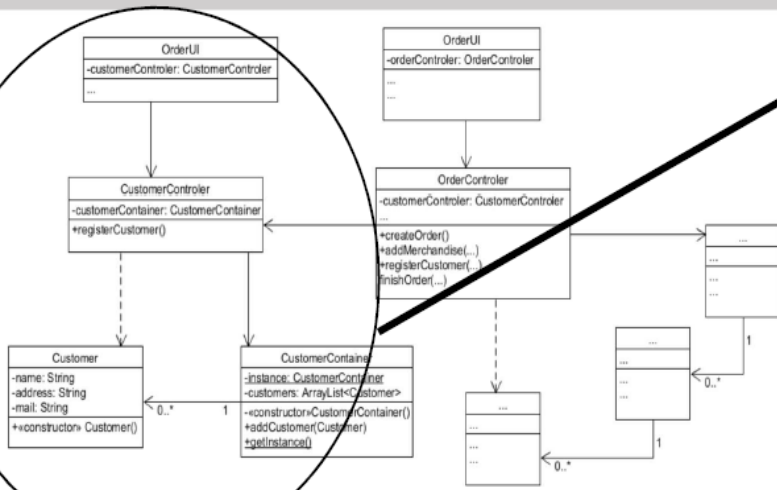 OrderUI
-customerControler: CustomerControler
...
OrderUI
-orderControler: OrderControler
...
...
CustomerControler
-customerContainer: CustomerContainer
+registerCustomer()
OrderControler
-customerControler: CustomerControler
...
+createOrder()
+addMerchandise(...)
+registerCustomer(...)
finishOrder(...)
...
...
...
...
1
0..*
...
...
...
...
1
0..*
Customer
-name: String
-address: String
-mail: String
+«constructor» Customer()
0..*
1
CustomerContainer
-instance: CustomerContainer
-customers: ArrayList<Customer>
-«constructor»CustomerContainer()
+addCustomer(Customer)
+getInstance()
...
...
...
...